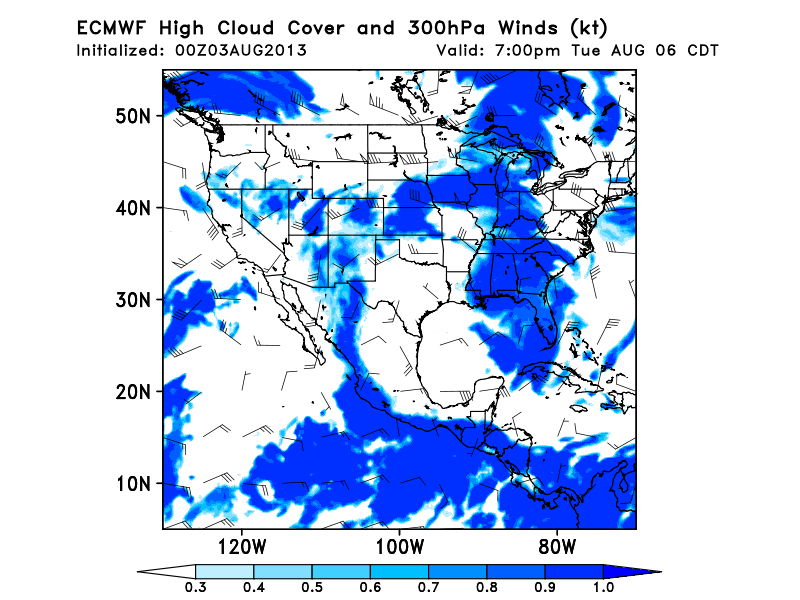 ECMWF High Cloud Cover and 300hPa Winds (kt)
Initialized: 00Z03AUG2013 Valid: 7:00pm Tue AUG 06 CDT
50N
40N
30N
20N
10N
120W 100W 80W
0.3 0.4 0.5 0.6 0.7 0.8 0.9 1.0